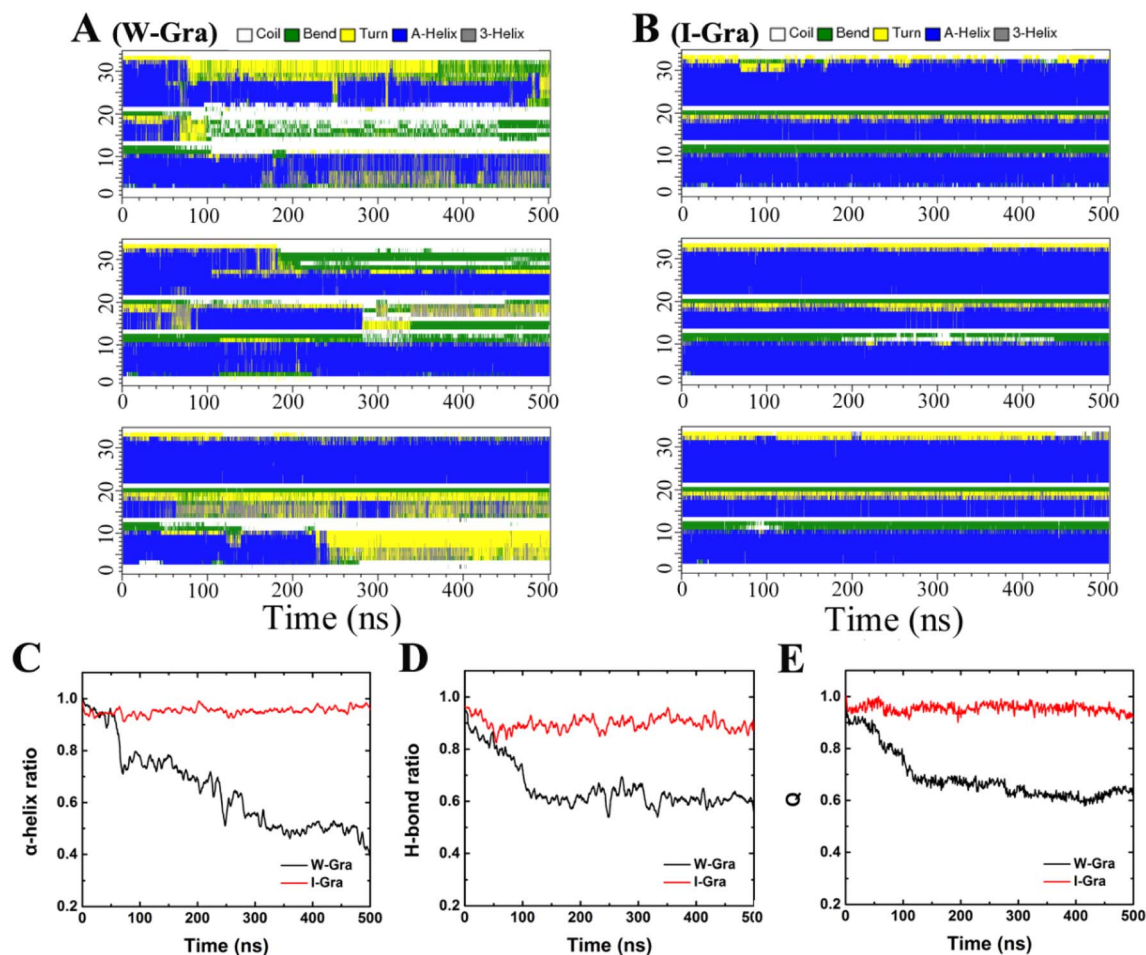 A (W-Gra) Coil Bend Turn A-Helix 3-Helix
B (I-Gra) Coil Bend Turn A-Helix 3-Helix
30
20
10
0
0 100 200 300 400 500
30
20
10
0
0 100 200 300 400 500
30
20
10
0
0 100 200 300 400 500
30
20
10
0
0 100 200 300 400 500
30
20
10
0
0 100 200 300 400 500
30
20
10
0
0 100 200 300 400 500
Time (ns)
Time (ns)
C
α-helix ratio
1.0
0.8
0.6
0.4
0.2
W-Gra
I-Gra
0 100 200 300 400 500
Time (ns)
D
H-bond ratio
1.0
0.8
0.6
0.4
0.2
W-Gra
I-Gra
0 100 200 300 400 500
Time (ns)
E
Q
1.0
0.8
0.6
0.4
0.2
W-Gra
I-Gra
0 100 200 300 400 500
Time (ns)